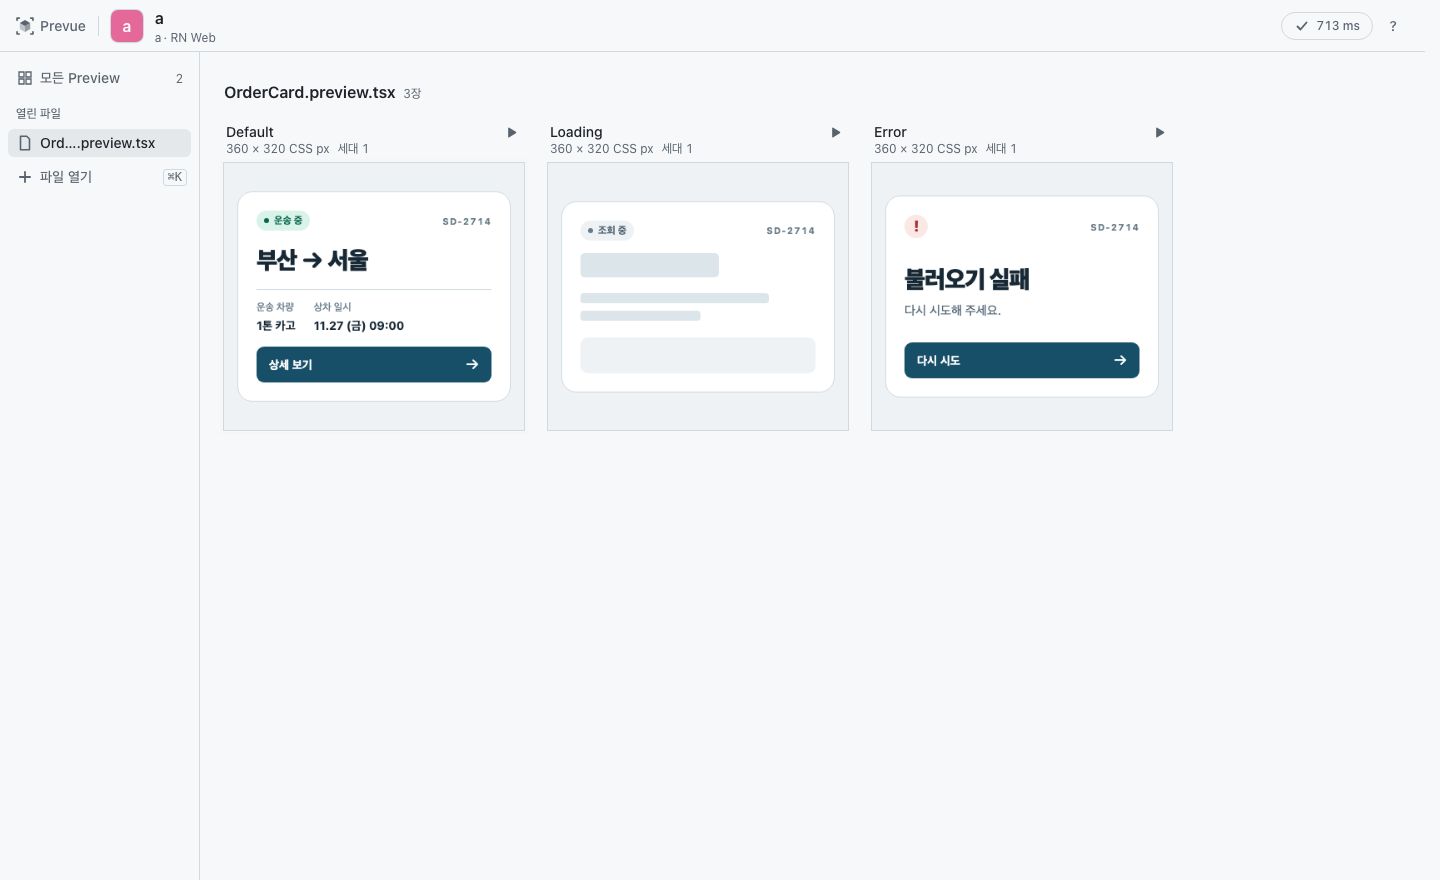 Prevue
a
a
a · RN Web
713 ms
?
모든 Preview 2
열린 파일
Ord....preview.tsx
파일 열기 ⌘K
OrderCard.preview.tsx 3장
Default
360 × 320 CSS px 세대 1
운송 중 SD-2714
부산 → 서울
운송 차량 상차 일시
1톤 카고 11.27 (금) 09:00
상세 보기 →
Loading
360 × 320 CSS px 세대 1
조회 중 SD-2714
Error
360 × 320 CSS px 세대 1
! SD-2714
불러오기 실패
다시 시도해 주세요.
다시 시도 →